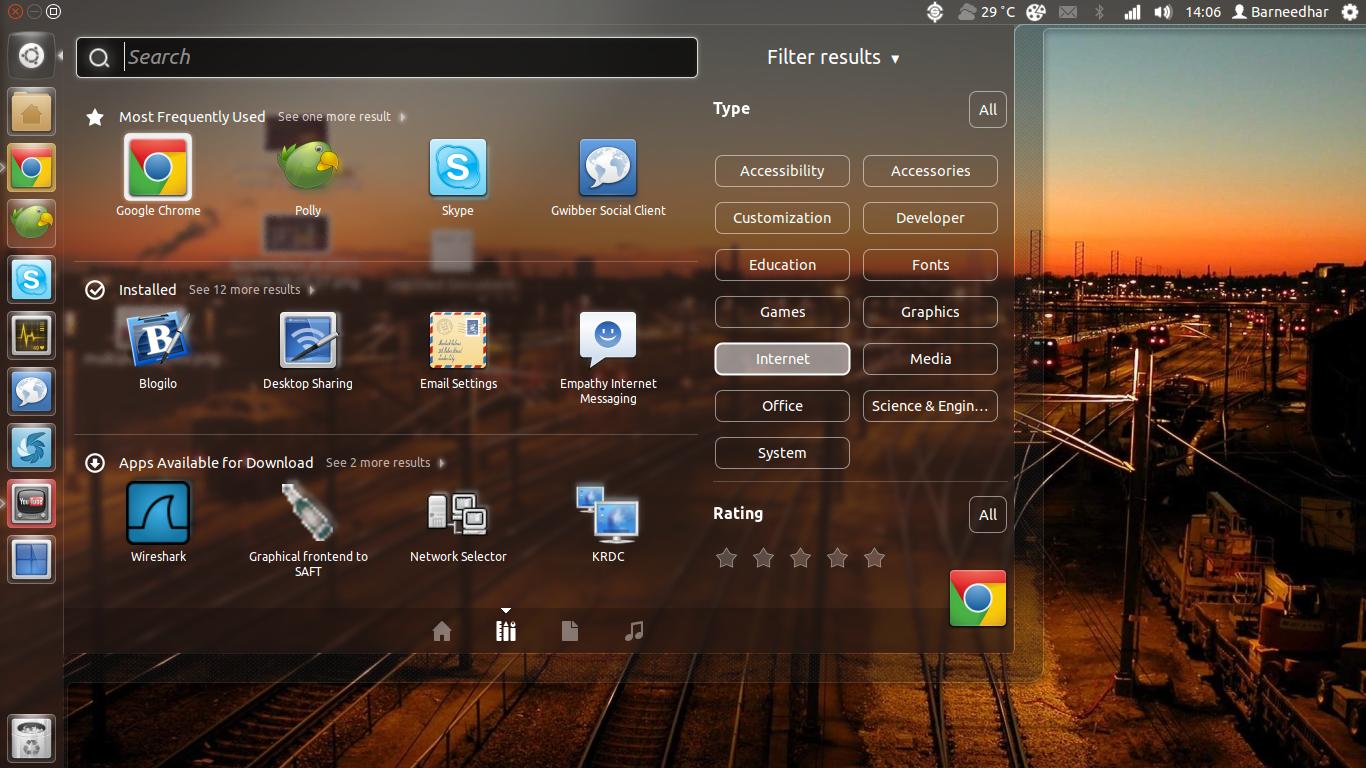 29 °C
14:06
Barneedhar
Search
Filter results ▾
Most Frequently Used
See one more result
Google Chrome
Polly
Skype
Gwibber Social Client
Installed
See 12 more results
Blogilo
Desktop Sharing
Email Settings
Empathy Internet
Messaging
Apps Available for Download
See 2 more results
Wireshark
Graphical frontend to
SAFT
Network Selector
KRDC
Type
All
Accessibility
Accessories
Customization
Developer
Education
Fonts
Games
Graphics
Internet
Media
Office
Science & Engin…
System
Rating
All
You Tube